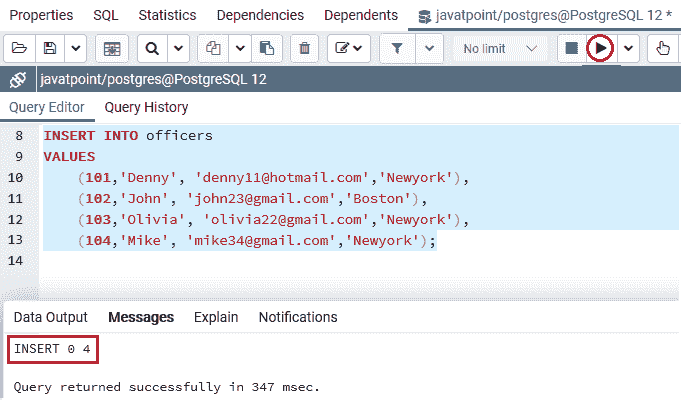 Properties SQL Statistics Dependencies Dependents javatpoint/postgres@PostgreSQL 12 *
No limit
javatpoint/postgres@PostgreSQL 12
Query Editor Query History
8 INSERT INTO officers
9 VALUES
10 (101,'Denny', 'denny11@hotmail.com','Newyork'),
11 (102,'John', 'john23@gmail.com','Boston'),
12 (103,'Olivia', 'olivia22@gmail.com','Newyork'),
13 (104,'Mike', 'mike34@gmail.com','Newyork');
14
Data Output Messages Explain Notifications
INSERT 0 4
Query returned successfully in 347 msec.